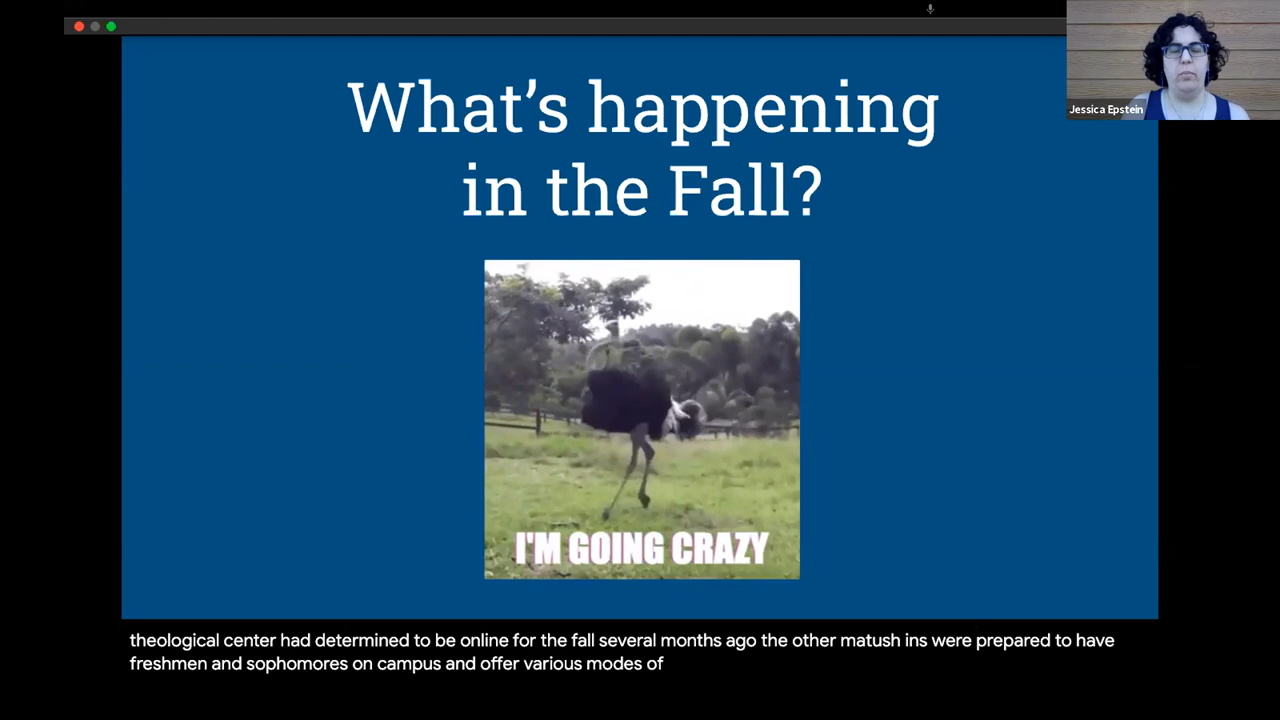 What's happening
in the Fall?
Jessica Epstein
I'M GOING CRAZY
theological center had determined to be online for the fall several months ago the other matush ins were prepared to have
freshmen and sophomores on campus and offer various modes of